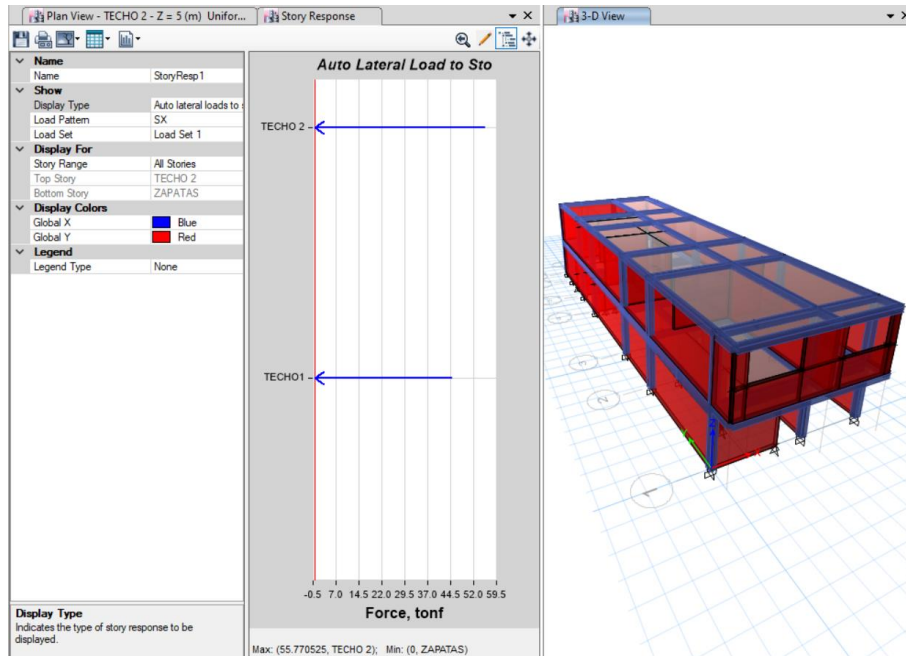 Plan View - TECHO 2 - Z = 5 (m) Unifor...
Story Response
3-D View
Name
Name StoryResp1
Show
Display Type Auto lateral loads to s
Load Pattern SX
Load Set Load Set 1
Display For
Story Range All Stories
Top Story TECHO 2
Bottom Story ZAPATAS
Display Colors
Global X Blue
Global Y Red
Legend
Legend Type None
Display Type
Indicates the type of story response to be
displayed.
Auto Lateral Load to Sto
TECHO 2
TECHO1
-0.5 7.0 14.5 22.0 29.5 37.0 44.5 52.0 59.5
Force, tonf
Max: (55.770525, TECHO 2); Min: (0, ZAPATAS)
3
2
1